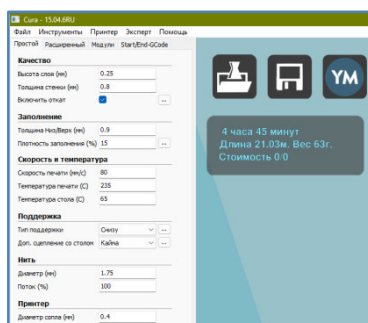 Cura - 15.04.6RU
Файл Инструменты Принтер Эксперт Помощь
Простой Расширенный Модули Start/End-GCode
Качество
Высота слоя (мм) 0.25
Толщина стенки (мм) 0.8
Включить откат ...
Заполнение
Толщина Низ/Верх (мм) 0.9
Плотность заполнения (%) 15 ...
Скорость и температура
Скорость печати (мм/с) 80
Температура печати (C) 235
Температура стола (C) 65
Поддержка
Тип поддержки Снизу ...
Доп. сцепление со столом Кайма ...
Нить
Диаметр (мм) 1.75
Поток (%) 100
Принтер
Диаметр сопла (мм) 0.4
YM
4 часа 45 минут
Длина 21.03м. Вес 63г.
Стоимость 0/0